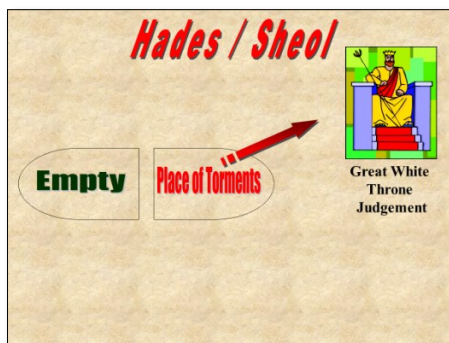 Hades / Sheol
Empty
Place of Torments
Great White
Throne
Judgement